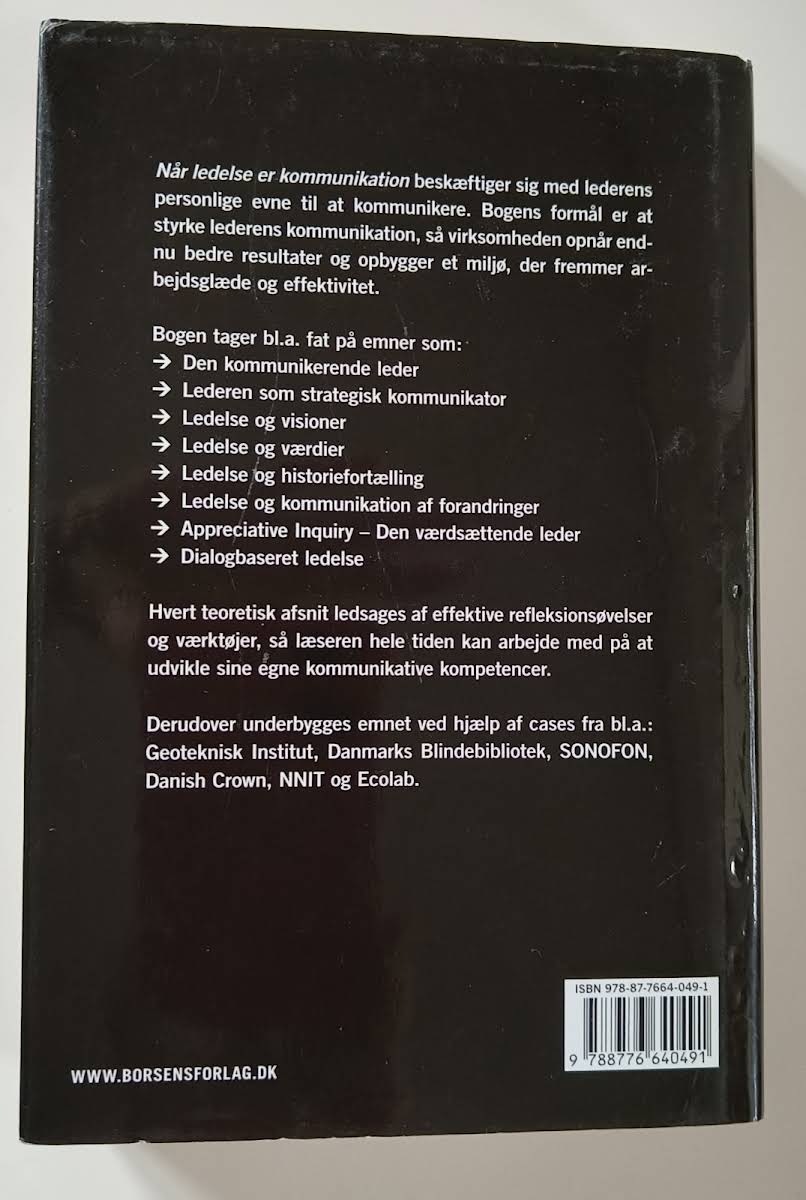 Når ledelse er kommunikation beskæftiger sig med lederens
personlige evne til at kommunikere. Bogens formål er at
styrke lederens kommunikation, så virksomheden opnår end-
nu bedre resultater og opbygger et miljø, der fremmer ar-
bejdsglæde og effektivitet.
Bogen tager bl.a. fat på emner som:
→ Den kommunikerende leder
→ Lederen som strategisk kommunikator
→ Ledelse og visioner
→ Ledelse og værdier
→ Ledelse og historiefortælling
→ Ledelse og kommunikation af forandringer
→ Appreciative Inquiry – Den værdsættende leder
→ Dialogbaseret ledelse
Hvert teoretisk afsnit ledsages af effektive refleksionsøvelser
og værktøjer, så læseren hele tiden kan arbejde med på at
udvikle sine egne kommunikative kompetencer.
Derudover underbygges emnet ved hjælp af cases fra bl.a.:
Geoteknisk Institut, Danmarks Blindebibliotek, SONOFON,
Danish Crown, NNIT og Ecolab.
ISBN 978-87-7664-049-1
9 788776 640491
WWW.BORSENSFORLAG.DK